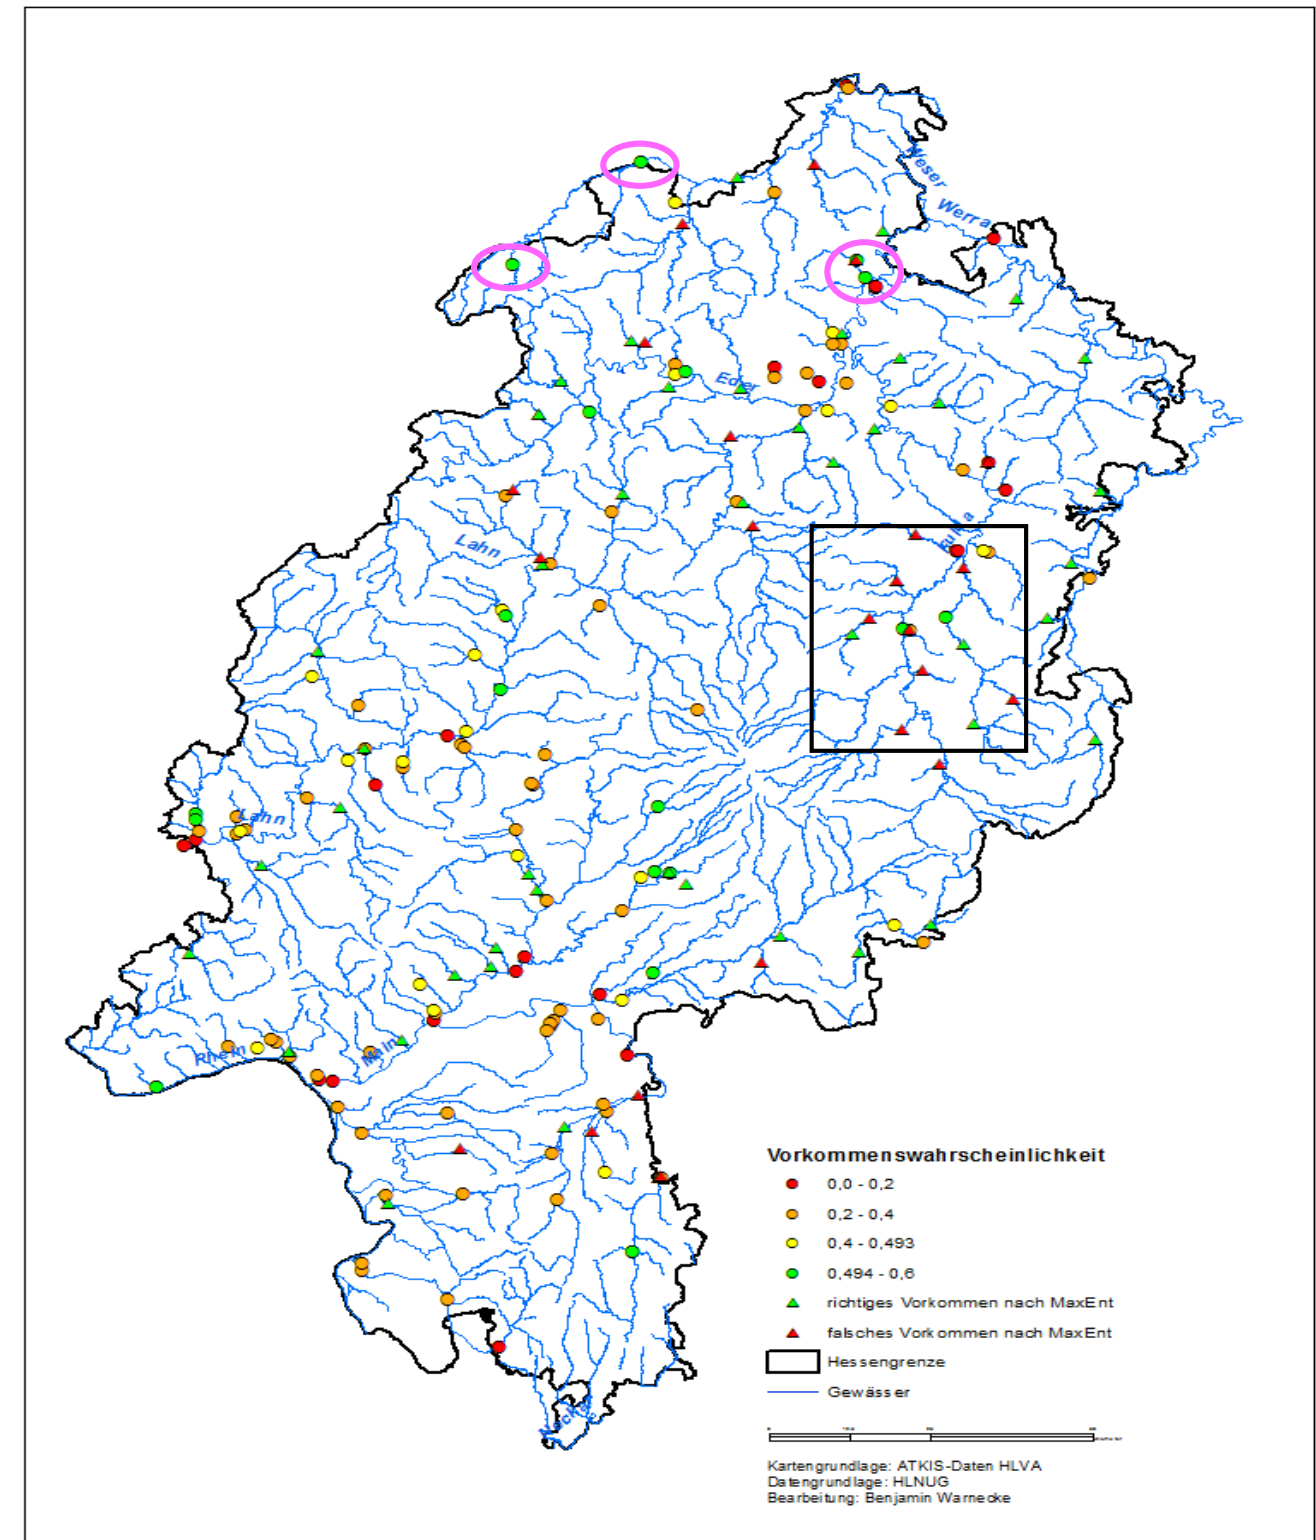 Weser
Werra
Eder
Fulda
Lahn
Lahn
Rhein
Main
Neckar
Vorkommenswahrscheinlichkeit
0,0 - 0,2
0,2 - 0,4
0,4 - 0,493
0,494 - 0,6
richtiges Vorkommen nach MaxEnt
falsches Vorkommen nach MaxEnt
Hessengrenze
Gewässer
Kartengrundlage: ATKIS-Daten HLVA
Datengrundlage: HLNUG
Bearbeitung: Benjamin Warnecke